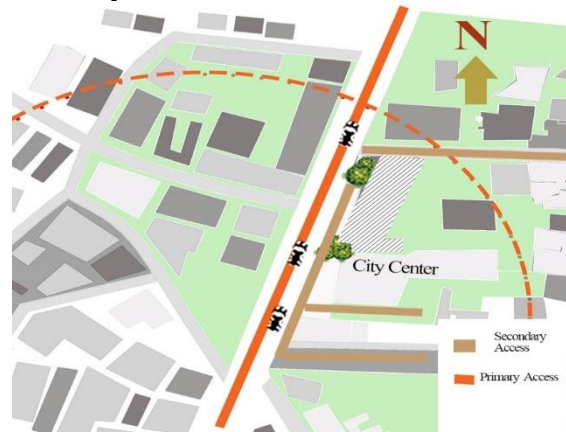 N
City Center
Secondary
Access
Primary Access